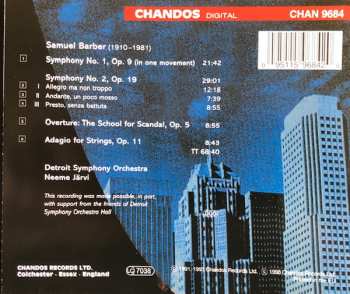 CHANDOS DIGITAL CHAN 9684
Samuel Barber (1910–1981)
1 Symphony No. 1, Op. 9 (in one movement) 21:42
Symphony No. 2, Op. 19 29:01
2 I Allegro ma non troppo 12:18
3 II Andante, un poco mosso 7:39
4 III Presto, senza battuta 8:55
5 Overture: The School for Scandal, Op. 5 8:55
6 Adagio for Strings, Op. 11 8:43
TT 68:40
Detroit Symphony Orchestra
Neeme Järvi
This recording was made possible, in part,
with support from the friends of Detroit
Symphony Orchestra Hall
CHANDOS RECORDS LTD.
Colchester · Essex · England
LC 7038
DDD